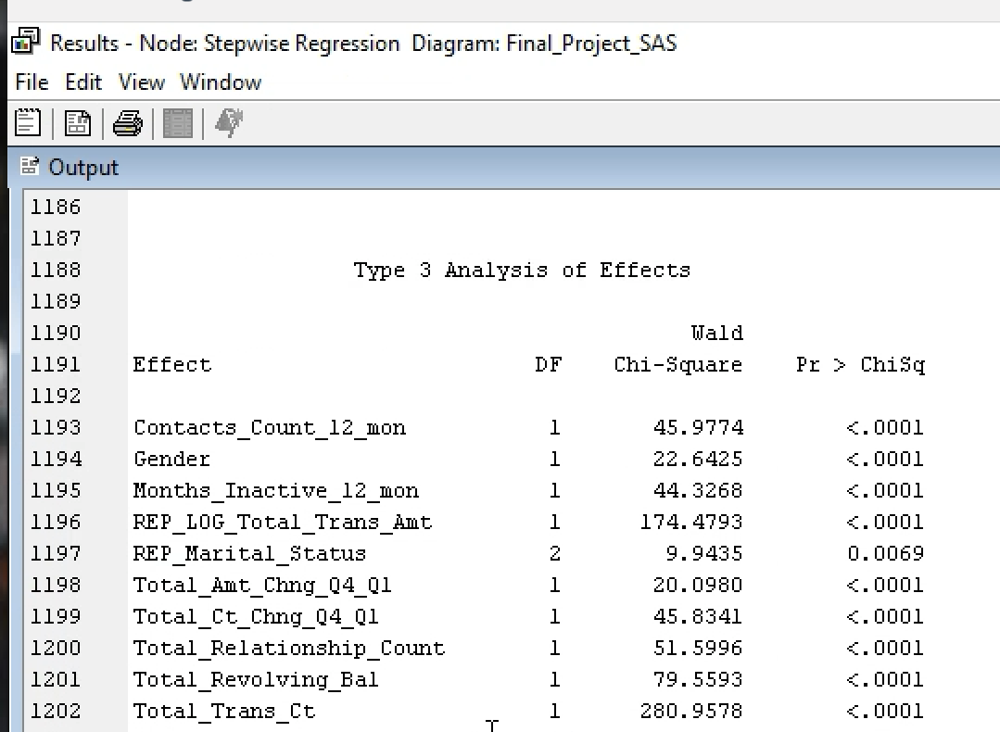 Results - Node: Stepwise Regression Diagram: Final_Project_SAS
File Edit View Window
Output
1186
1187
1188 Type 3 Analysis of Effects
1189
1190 Wald
1191 Effect DF Chi-Square Pr > ChiSq
1192
1193 Contacts_Count_12_mon 1 45.9774 <.0001
1194 Gender 1 22.6425 <.0001
1195 Months_Inactive_12_mon 1 44.3268 <.0001
1196 REP_LOG_Total_Trans_Amt 1 174.4793 <.0001
1197 REP_Marital_Status 2 9.9435 0.0069
1198 Total_Amt_Chng_Q4_Q1 1 20.0980 <.0001
1199 Total_Ct_Chng_Q4_Q1 1 45.8341 <.0001
1200 Total_Relationship_Count 1 51.5996 <.0001
1201 Total_Revolving_Bal 1 79.5593 <.0001
1202 Total_Trans_Ct 1 280.9578 <.0001